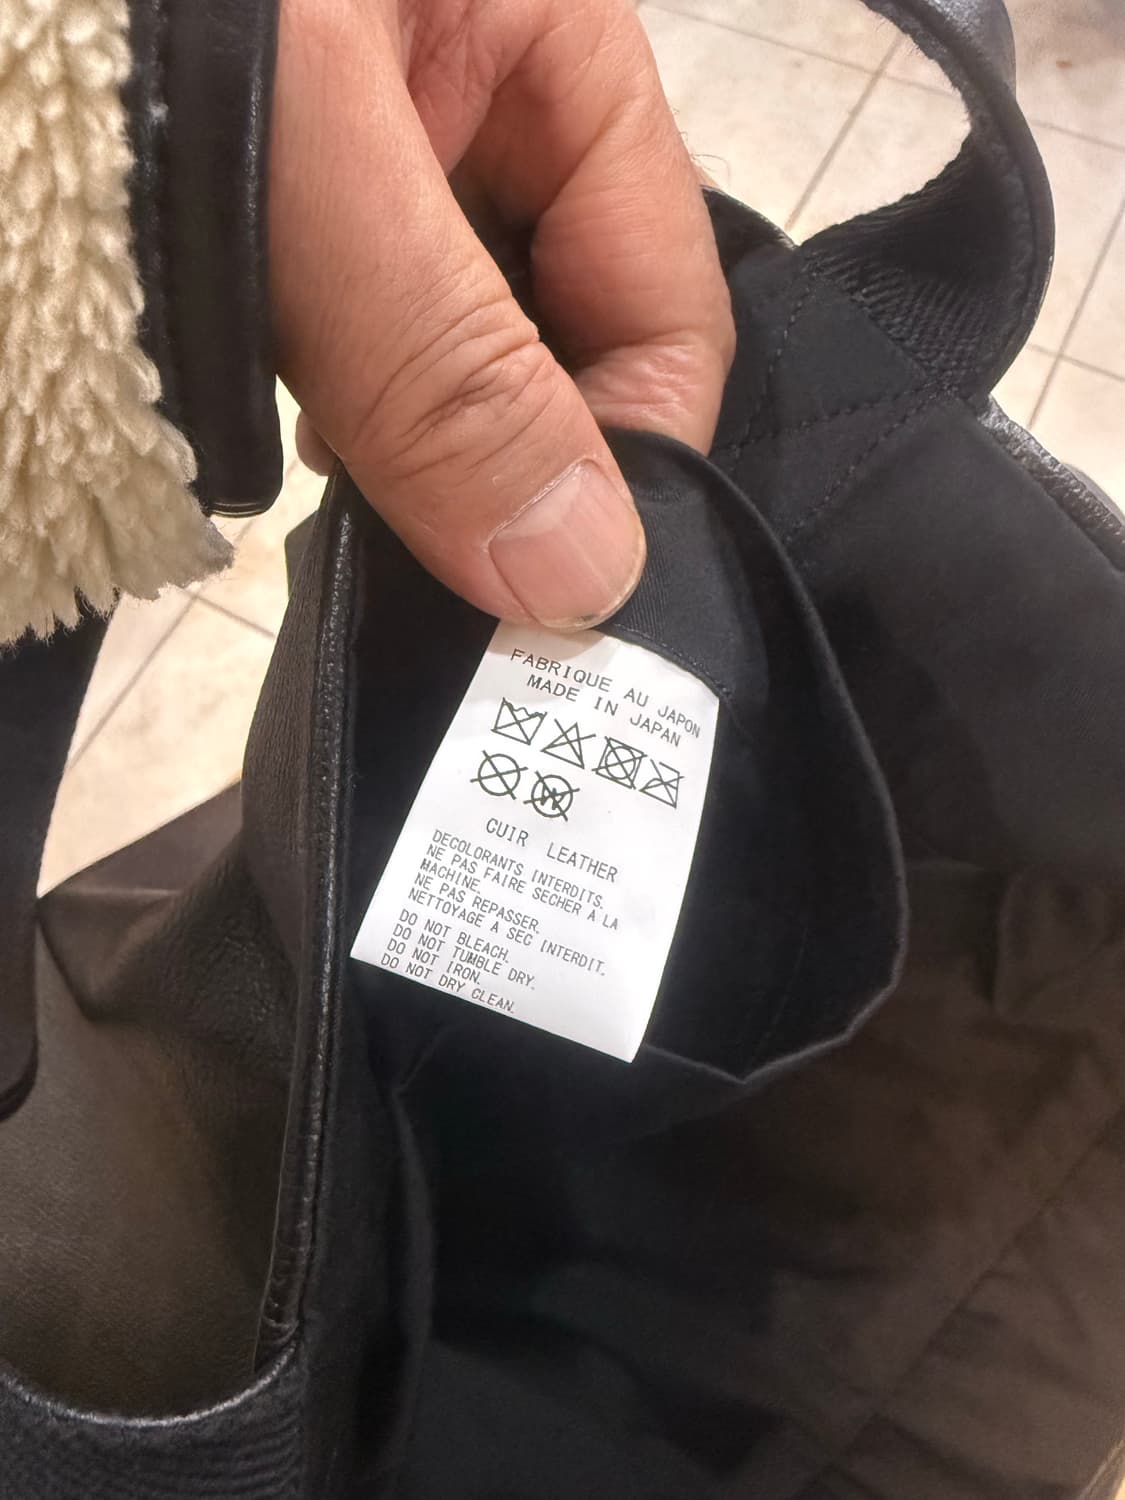 FABRIQUE AU JAPON
MADE IN JAPAN
W
CUIR LEATHER
DECOLORANTS INTERDITS.
NE PAS FAIRE SECHER A LA
MACHINE.
NE PAS REPASSER.
NETTOYAGE A SEC INTERDIT.
DO NOT BLEACH.
DO NOT TUMBLE DRY.
DO NOT IRON.
DO NOT DRY CLEAN.